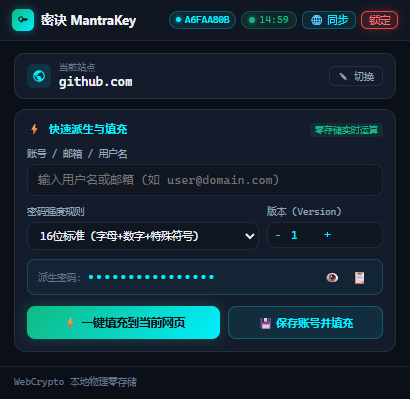 密诀 MantraKey
A6FAA80B
14:59
同步
锁定
当前站点
github.com
切换
快速派生与填充
零存储实时运算
账号 / 邮箱 / 用户名
输入用户名或邮箱 (如 user@domain.com)
密码强度规则
版本 (Version)
16位标准 (字母+数字+特殊符号)
- 1 +
派生密码: ••••••••••••••••
一键填充到当前网页
保存账号并填充
WebCrypto 本地物理零存储